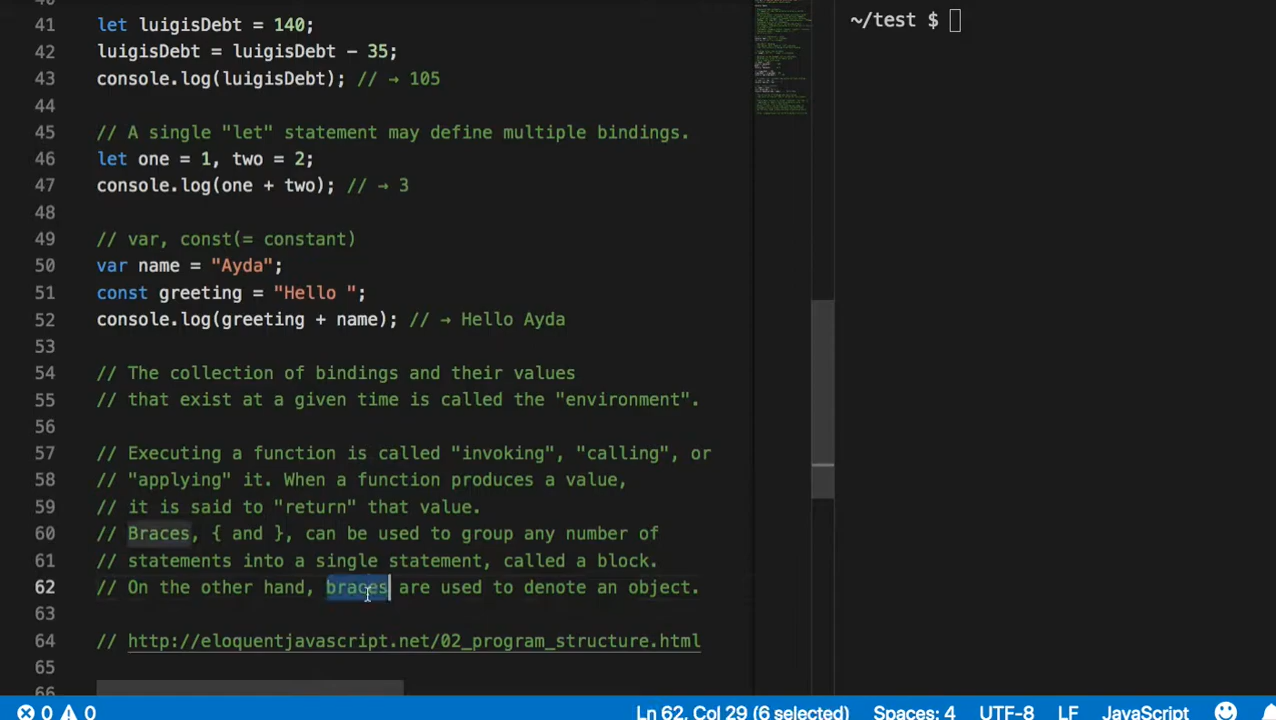 41 let luigisDebt = 140;
42 luigisDebt = luigisDebt - 35;
43 console.log(luigisDebt); // → 105
44
45 // A single "let" statement may define multiple bindings.
46 let one = 1, two = 2;
47 console.log(one + two); // → 3
48
49 // var, const(= constant)
50 var name = "Ayda";
51 const greeting = "Hello ";
52 console.log(greeting + name); // → Hello Ayda
53
54 // The collection of bindings and their values
55 // that exist at a given time is called the "environment".
56
57 // Executing a function is called "invoking", "calling", or
58 // "applying" it. When a function produces a value,
59 // it is said to "return" that value.
60 // Braces, { and }, can be used to group any number of
61 // statements into a single statement, called a block.
62 // On the other hand, braces are used to denote an object.
63
64 // http://eloquentjavascript.net/02_program_structure.html
65
66
~/test $
0 0 Ln 62, Col 29 (6 selected) Spaces: 4 UTF-8 LF JavaScript